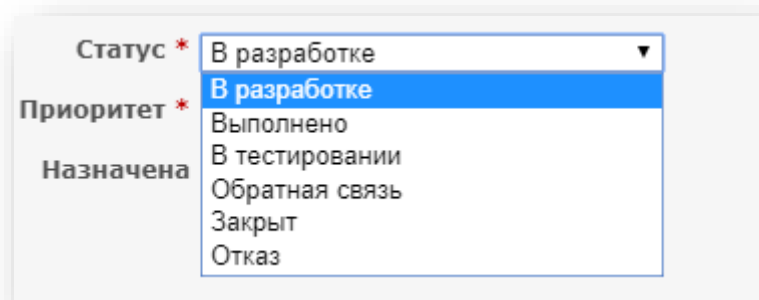 Статус * В разработке
В разработке
Приоритет *
Выполнено
В тестировании
Назначена
Обратная связь
Закрыт
Отказ